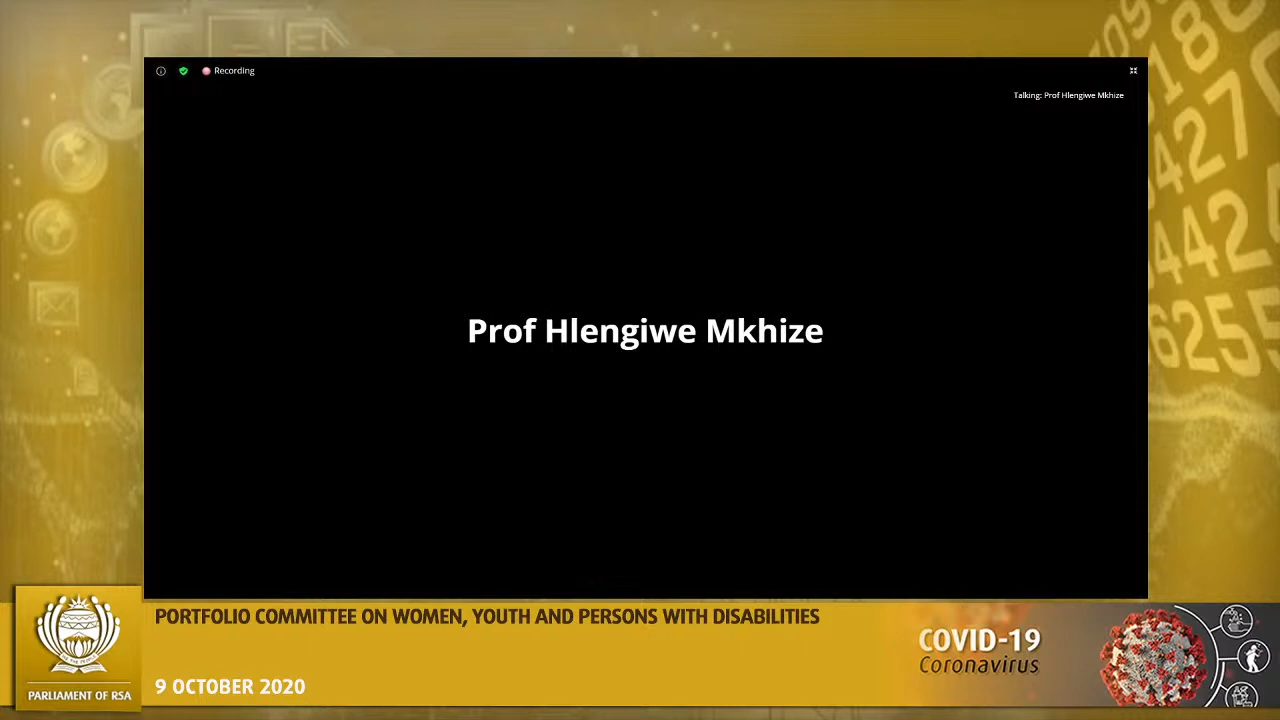 Recording
Talking: Prof Hlengiwe Mkhize
Prof Hlengiwe Mkhize
PORTFOLIO COMMITTEE ON WOMEN, YOUTH AND PERSONS WITH DISABILITIES
9 OCTOBER 2020
PARLIAMENT OF RSA
COVID-19
Coronavirus